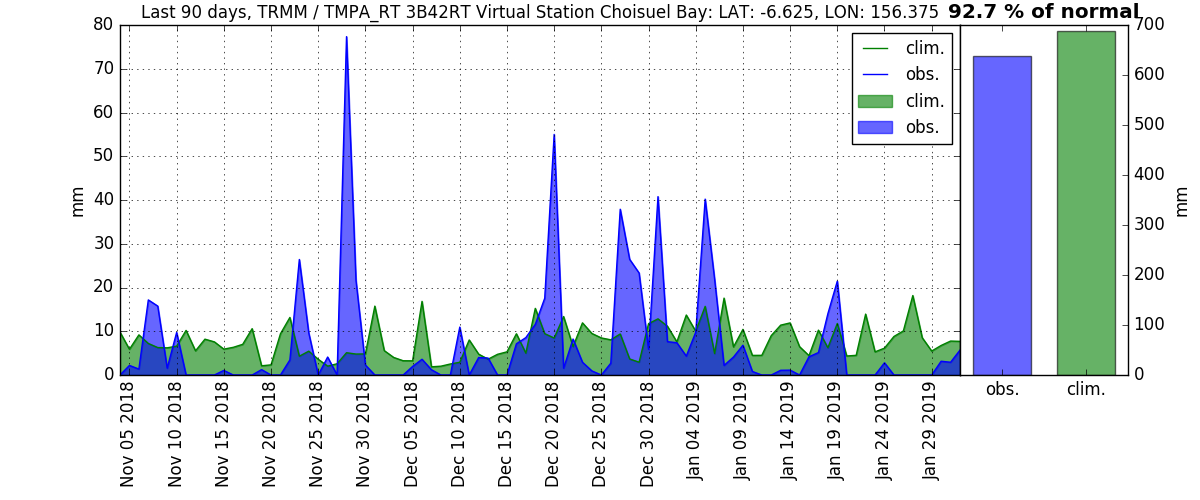 Last 90 days, TRMM / TMPA_RT 3B42RT Virtual Station Choisuel Bay: LAT: -6.625, LON: 156.375 92.7 % of normal
80
70
60
50
40
30
20
10
0
mm
clim.
obs.
clim.
obs.
700
600
500
400
300
200
100
0
mm
Nov 05 2018
Nov 10 2018
Nov 15 2018
Nov 20 2018
Nov 25 2018
Nov 30 2018
Dec 05 2018
Dec 10 2018
Dec 15 2018
Dec 20 2018
Dec 25 2018
Dec 30 2018
Jan 04 2019
Jan 09 2019
Jan 14 2019
Jan 19 2019
Jan 24 2019
Jan 29 2019
obs. clim.